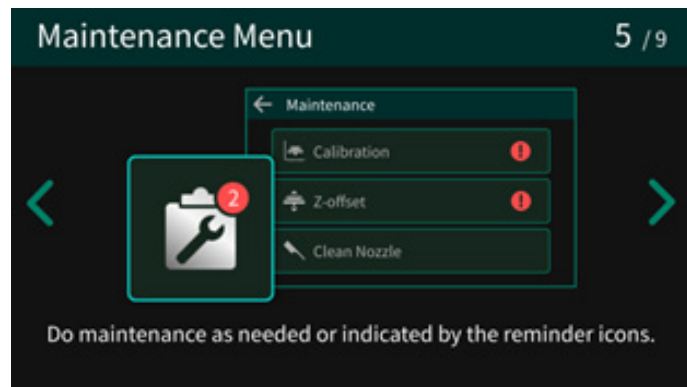 Maintenance Menu
5 / 9
← Maintenance
Calibration
Z-offset
Clean Nozzle
2
Do maintenance as needed or indicated by the reminder icons.